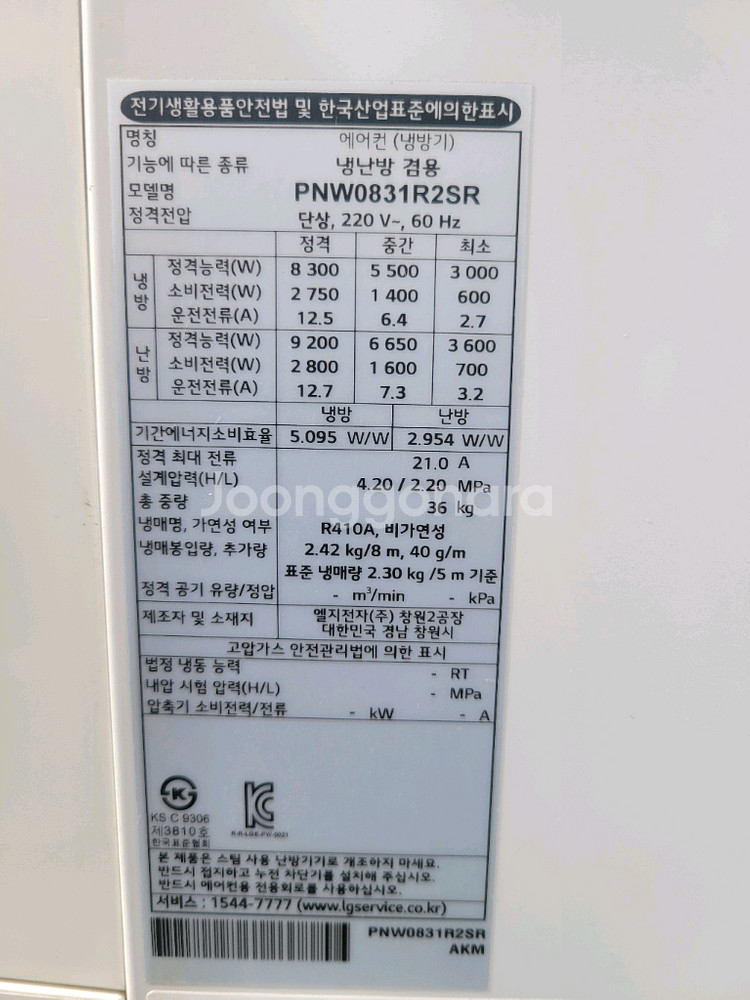 전기생활용품안전법 및 한국산업표준에의한표시
명칭 에어컨 (냉방기)
기능에 따른 종류 냉난방 겸용
모델명 PNW0831R2SR
정격전압 단상, 220 V~, 60 Hz
정격 중간 최소
냉방 정격능력(W) 8 300 5 500 3 000
소비전력(W) 2 750 1 400 600
운전전류(A) 12.5 6.4 2.7
난방 정격능력(W) 9 200 6 650 3 600
소비전력(W) 2 800 1 600 700
운전전류(A) 12.7 7.3 3.2
냉방 난방
기간에너지소비효율 5.095 W/W 2.954 W/W
정격 최대 전류 21.0 A
설계압력(H/L) 4.20 / 2.20 MPa
총 중량 36 kg
Joonggonara
냉매명, 가연성 여부 R410A, 비가연성
냉매봉입량, 추가량 2.42 kg/8 m, 40 g/m
표준 냉매량 2.30 kg /5 m 기준
정격 공기 유량/정압 - m³/min - kPa
제조자 및 소재지 엘지전자(주) 창원2공장
대한민국 경남 창원시
고압가스 안전관리법에 의한 표시
법정 냉동 능력 - RT
내압 시험 압력(H/L) - MPa
압축기 소비전력/전류 - kW - A
KS C 9306
제3810호
한국표준협회
본 제품은 스팀 사용 난방기기로 개조하지 마세요.
반드시 접지하고 누전 차단기를 설치해 주십시오.
반드시 에어컨용 전용회로를 사용하십시오.
서비스 : 1544-7777 (www.lgservice.co.kr)
PNW0831R2SR
AKM